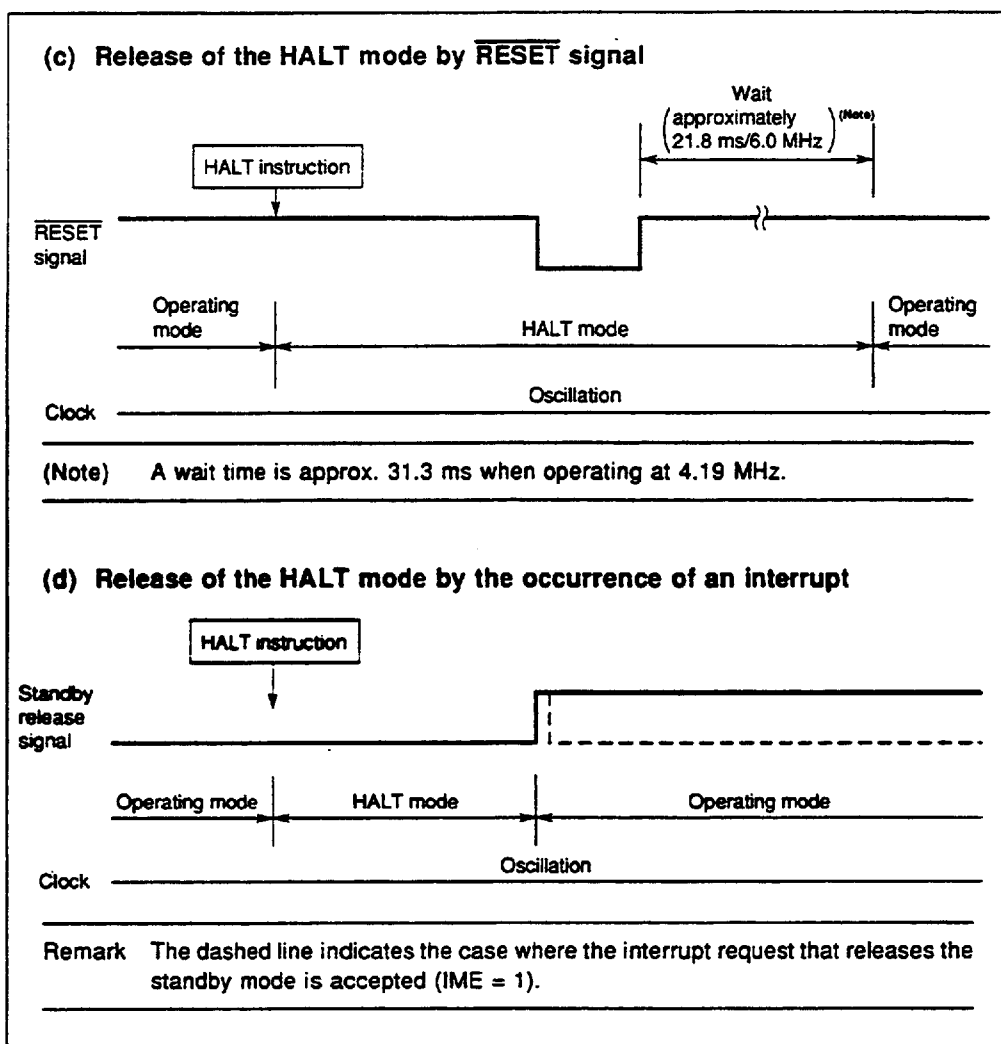 (c) Release of the HALT mode by RESET signal
Wait
(approximately
21.8 ms/6.0 MHz) (Note)
HALT instruction
RESET
signal
Operating
mode
HALT mode
Operating
mode
Oscillation
Clock
(Note) A wait time is approx. 31.3 ms when operating at 4.19 MHz.
(d) Release of the HALT mode by the occurrence of an interrupt
HALT instruction
Standby
release
signal
Operating mode
HALT mode
Operating mode
Oscillation
Clock
Remark The dashed line indicates the case where the interrupt request that releases the
standby mode is accepted (IME = 1).